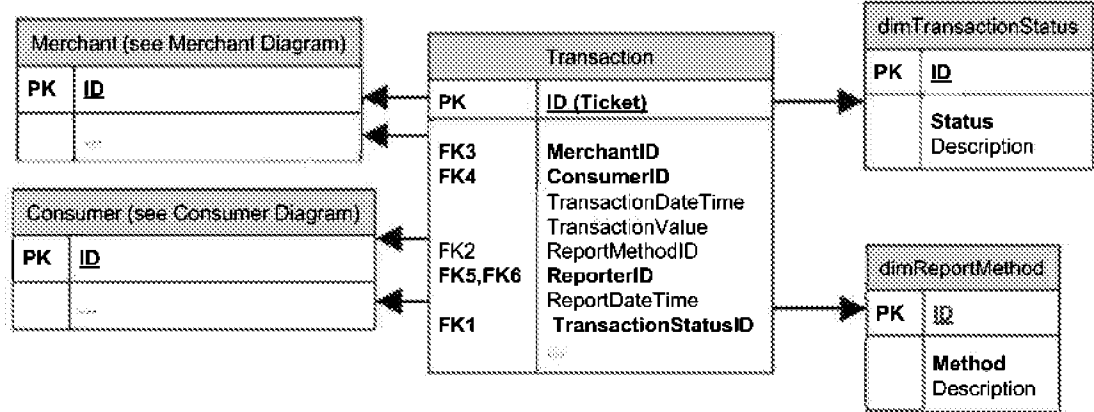 Merchant (see Merchant Diagram)
PK ID
...
Consumer (see Consumer Diagram)
PK ID
...
Transaction
PK ID (Ticket)
FK3 MerchantID
FK4 ConsumerID
TransactionDateTime
TransactionValue
FK2 ReportMethodID
FK5,FK6 ReporterID
ReportDateTime
FK1 TransactionStatusID
...
dimTransactionStatus
PK ID
Status
Description
dimReportMethod
PK ID
Method
Description